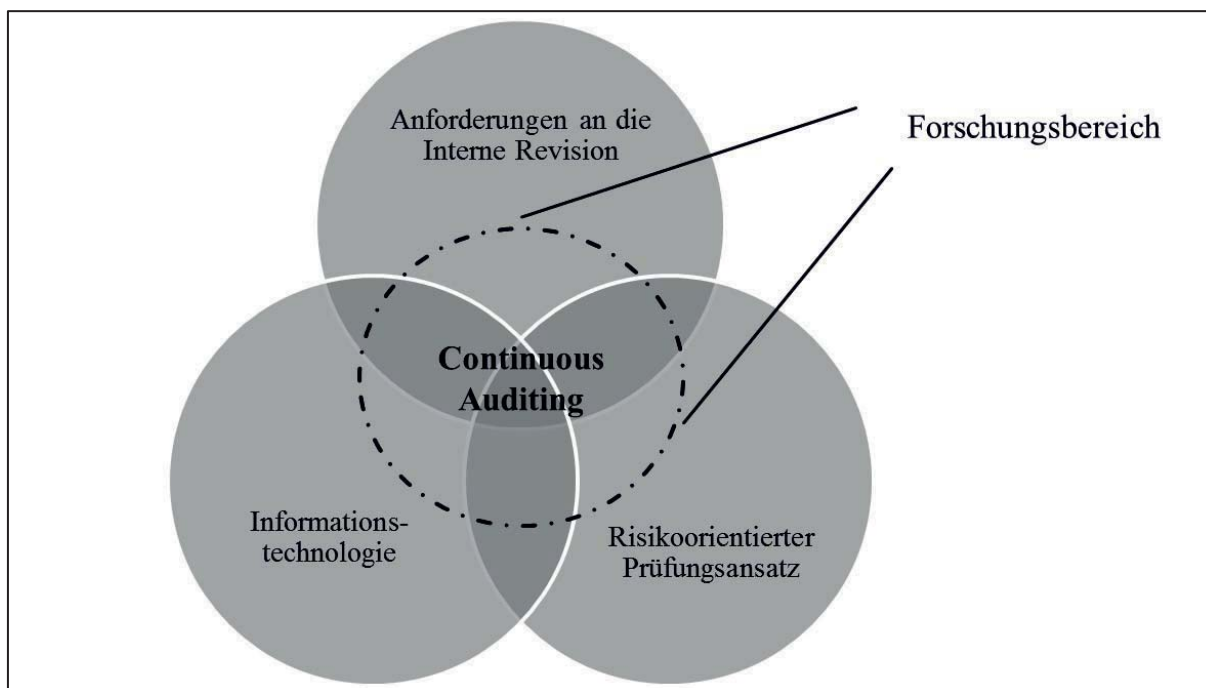 Anforderungen an die
Interne Revision
Forschungsbereich
Continuous
Auditing
Informations-
technologie
Risikoorientierter
Prüfungsansatz